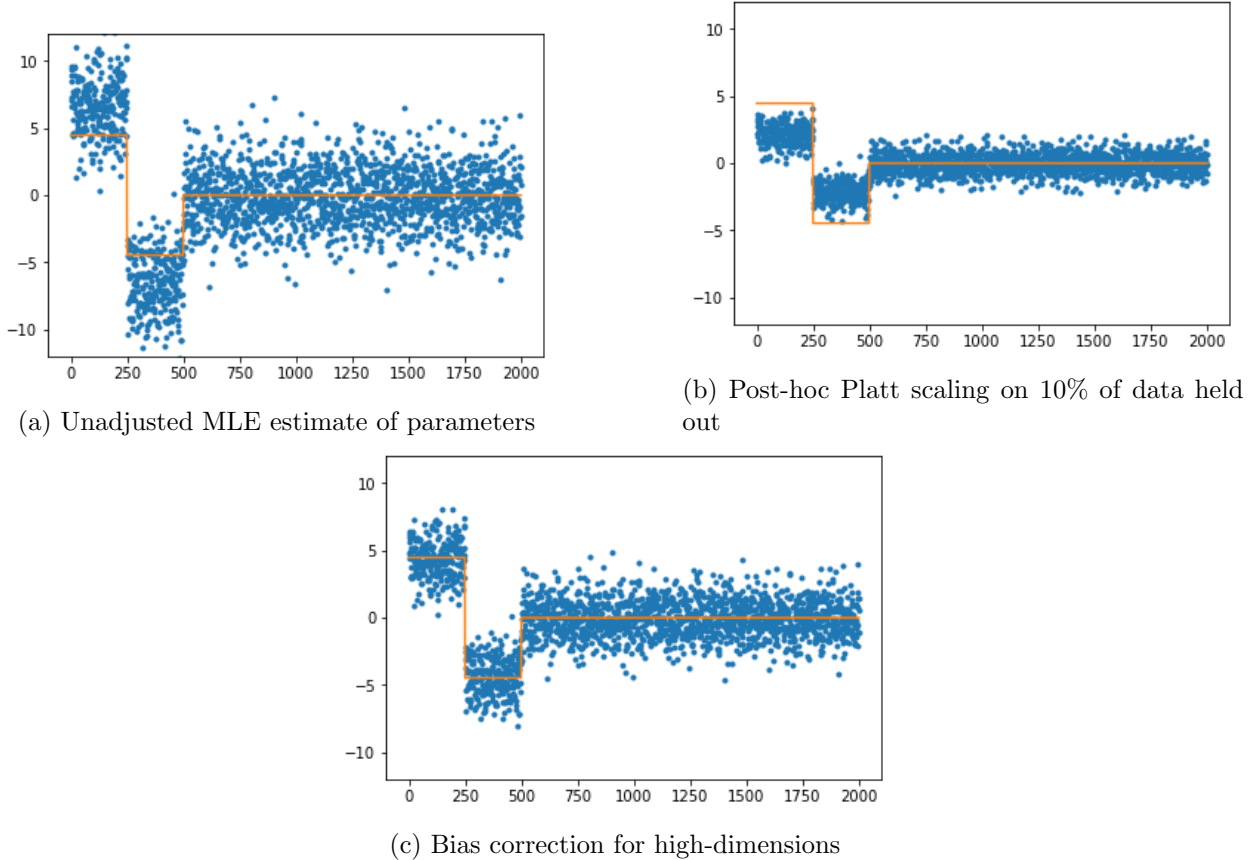 10
5
0
−5
−10
0 250 500 750 1000 1250 1500 1750 2000
(a) Unadjusted MLE estimate of parameters
10
5
0
−5
−10
0 250 500 750 1000 1250 1500 1750 2000
(b) Post-hoc Platt scaling on 10% of data held
out
10
5
0
−5
−10
0 250 500 750 1000 1250 1500 1750 2000
(c) Bias correction for high-dimensions